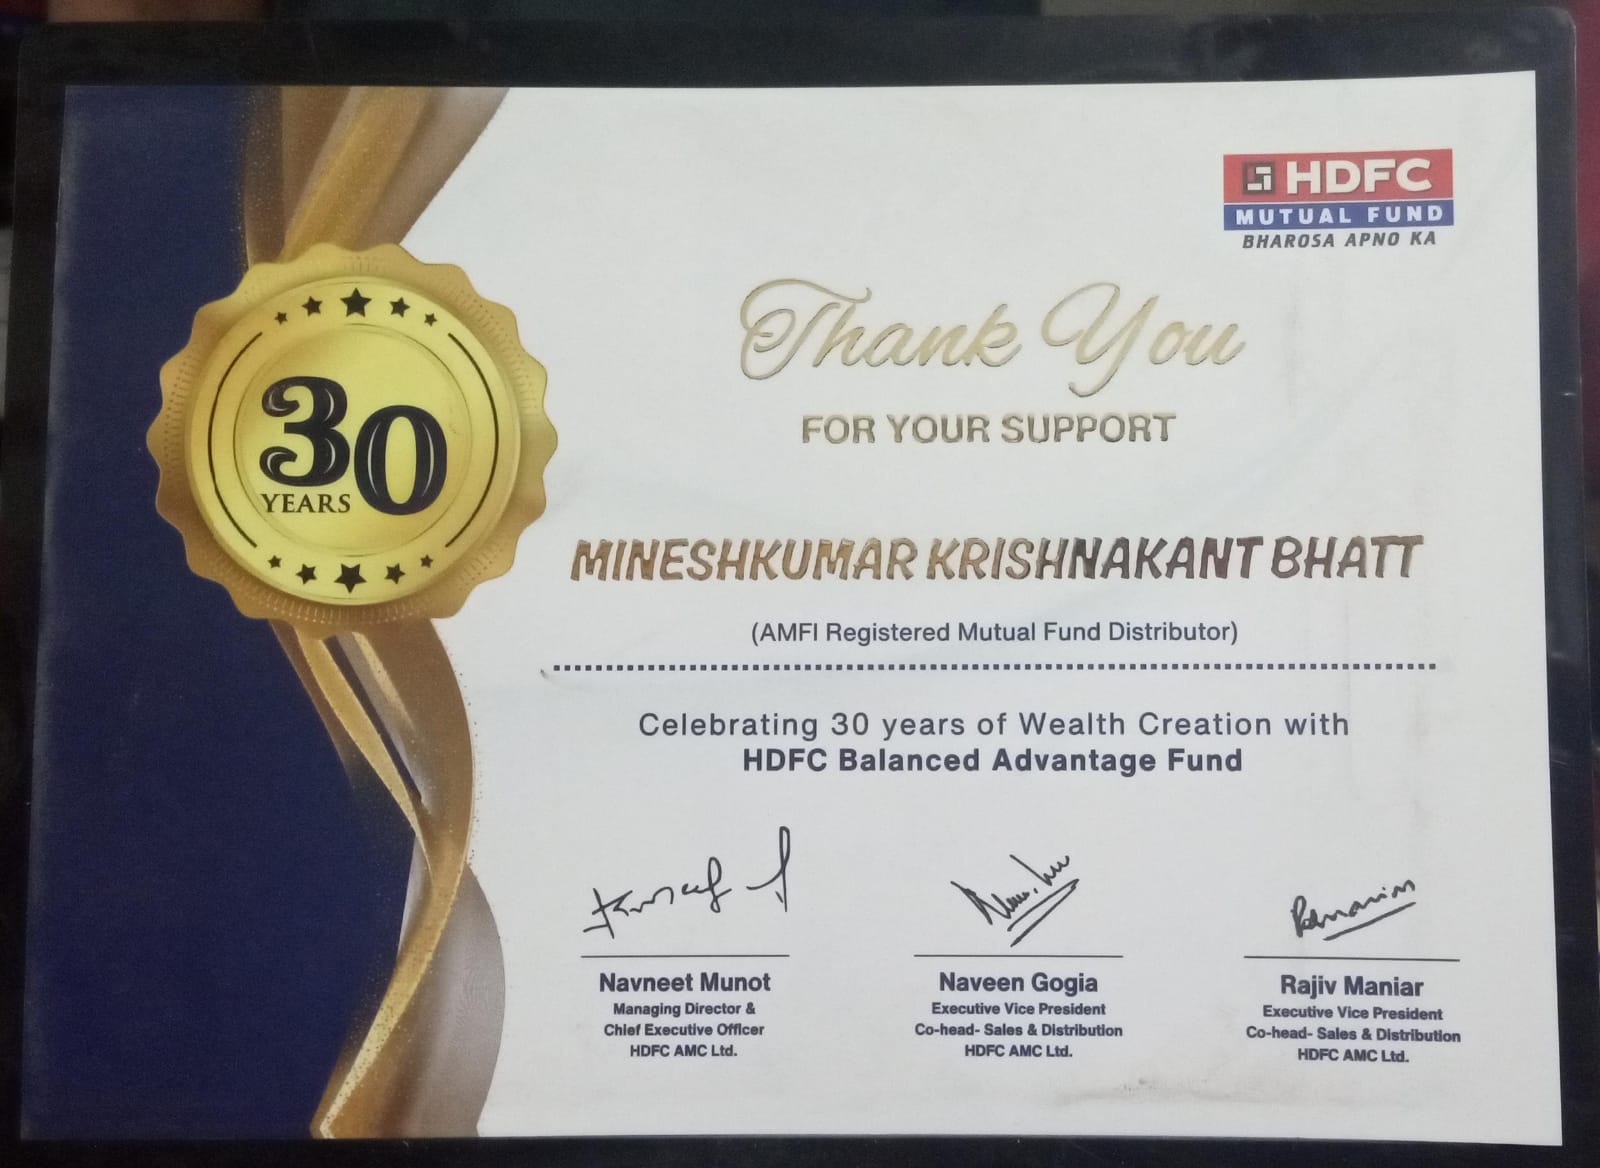 HDFC
MUTUAL FUND
BHAROSA APNO KA
30
YEARS
Thank You
FOR YOUR SUPPORT
MINESHKUMAR KRISHNAKANT BHATT
(AMFI Registered Mutual Fund Distributor)
Celebrating 30 years of Wealth Creation with
HDFC Balanced Advantage Fund
Navneet Munot
Managing Director &
Chief Executive Officer
HDFC AMC Ltd.
Naveen Gogia
Executive Vice President
Co-head- Sales & Distribution
HDFC AMC Ltd.
Rajiv Maniar
Executive Vice President
Co-head- Sales & Distribution
HDFC AMC Ltd.